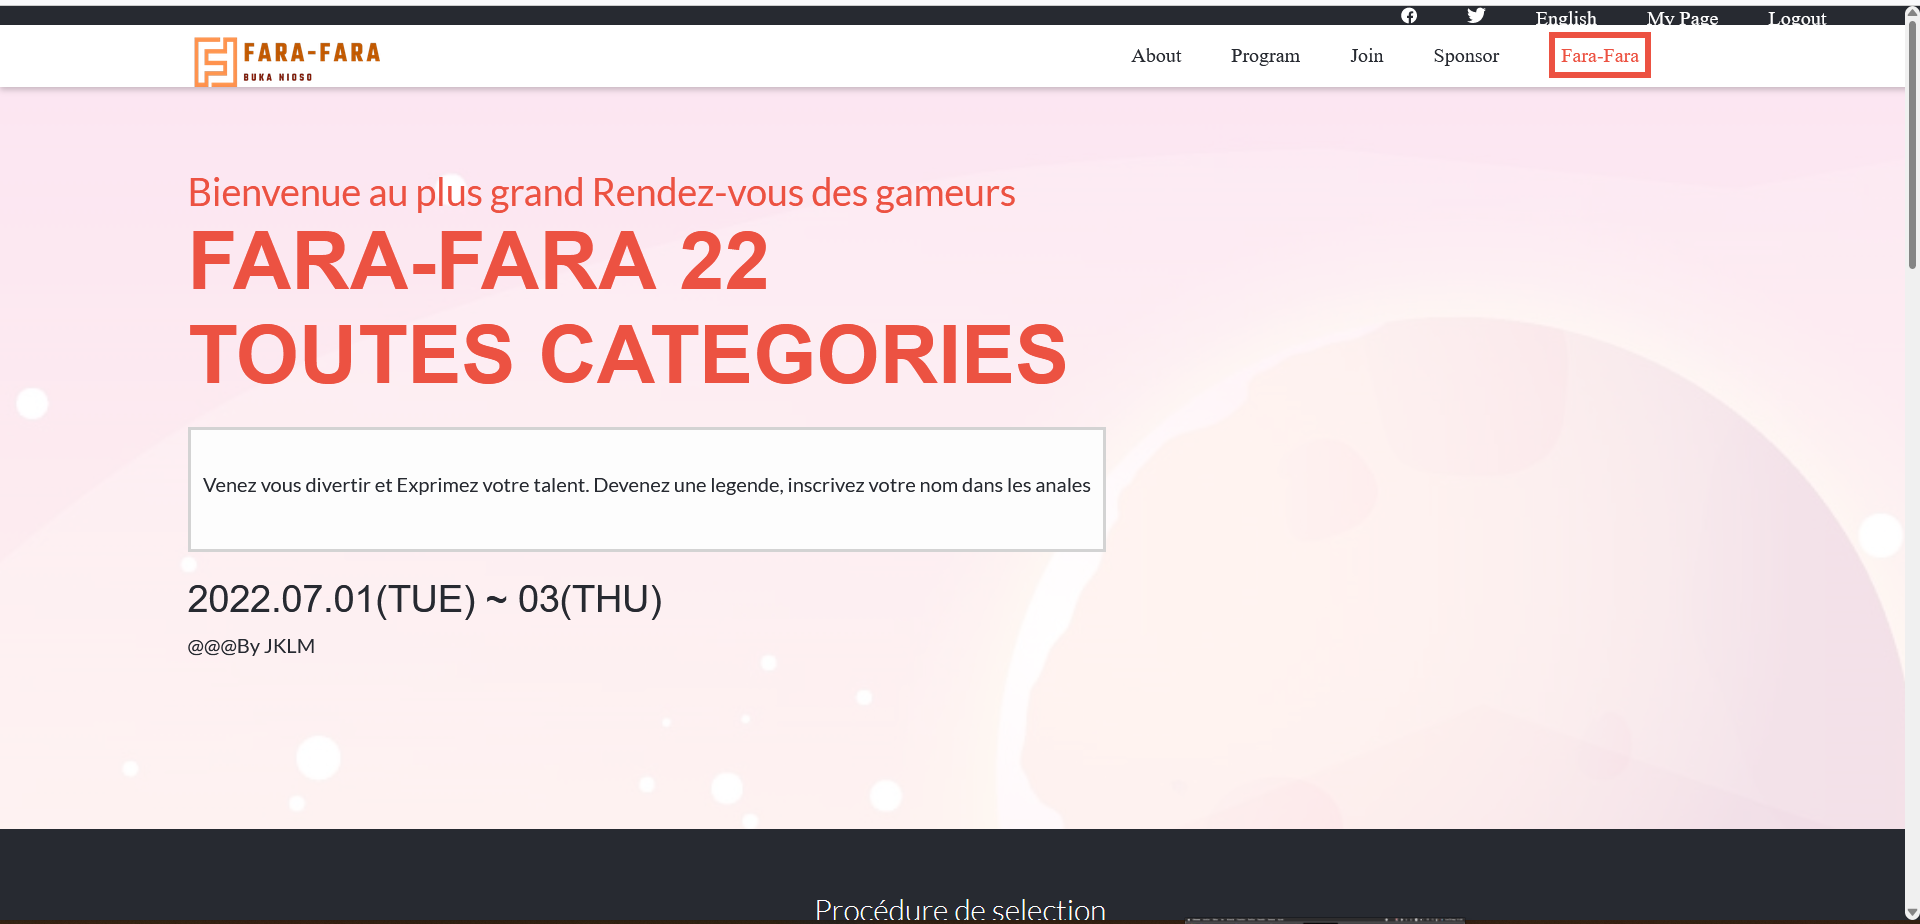 English My Page Logout
FARA-FARA
BUKA NIOSO
About Program Join Sponsor Fara-Fara
Bienvenue au plus grand Rendez-vous des gameurs
FARA-FARA 22
TOUTES CATEGORIES
Venez vous divertir et Exprimez votre talent. Devenez une legende, inscrivez votre nom dans les anales
2022.07.01(TUE) ~ 03(THU)
@@@By JKLM
Procédure de selection